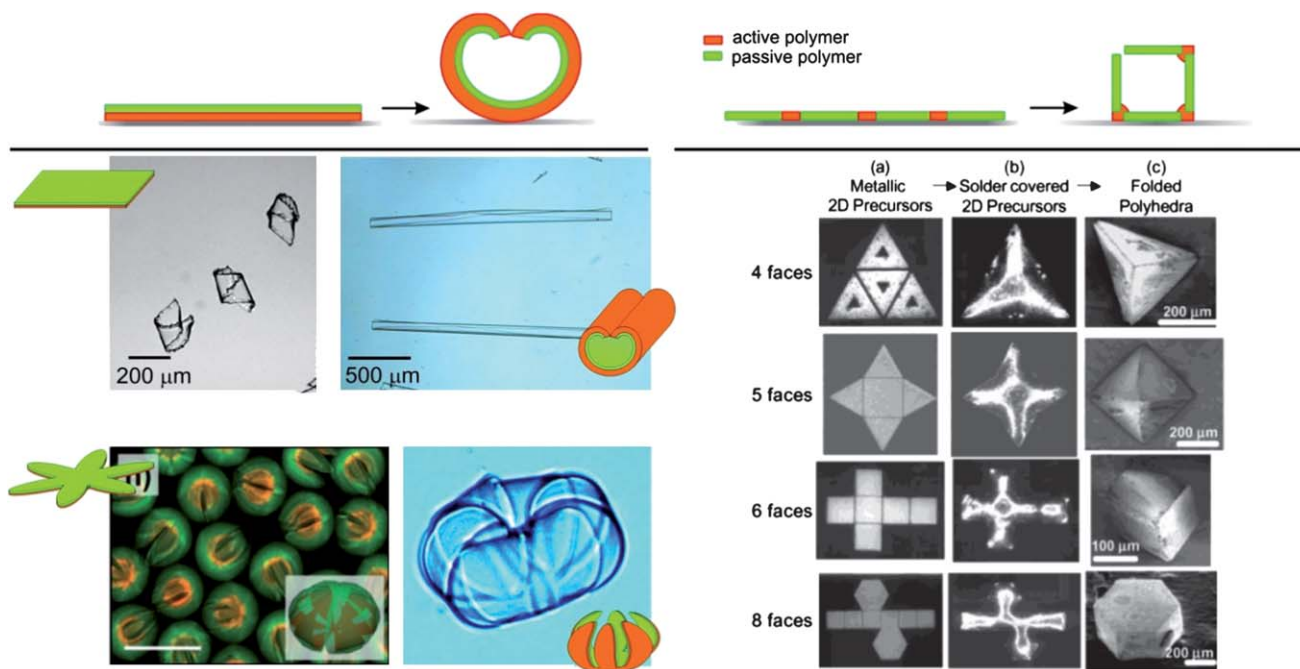 active polymer
passive polymer
(a)
Metallic
2D Precursors
(b)
Solder covered
2D Precursors
(c)
Folded
Polyhedra
200 μm
500 μm
4 faces
200 μm
5 faces
200 μm
6 faces
100 μm
8 faces
200 μm